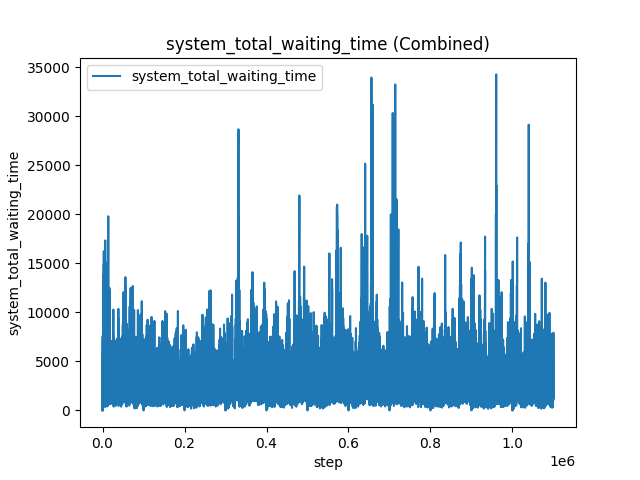 system_total_waiting_time (Combined)
system_total_waiting_time
system_total_waiting_time
35000
30000
25000
20000
15000
10000
5000
0
0.0 0.2 0.4 0.6 0.8 1.0
1e6
step